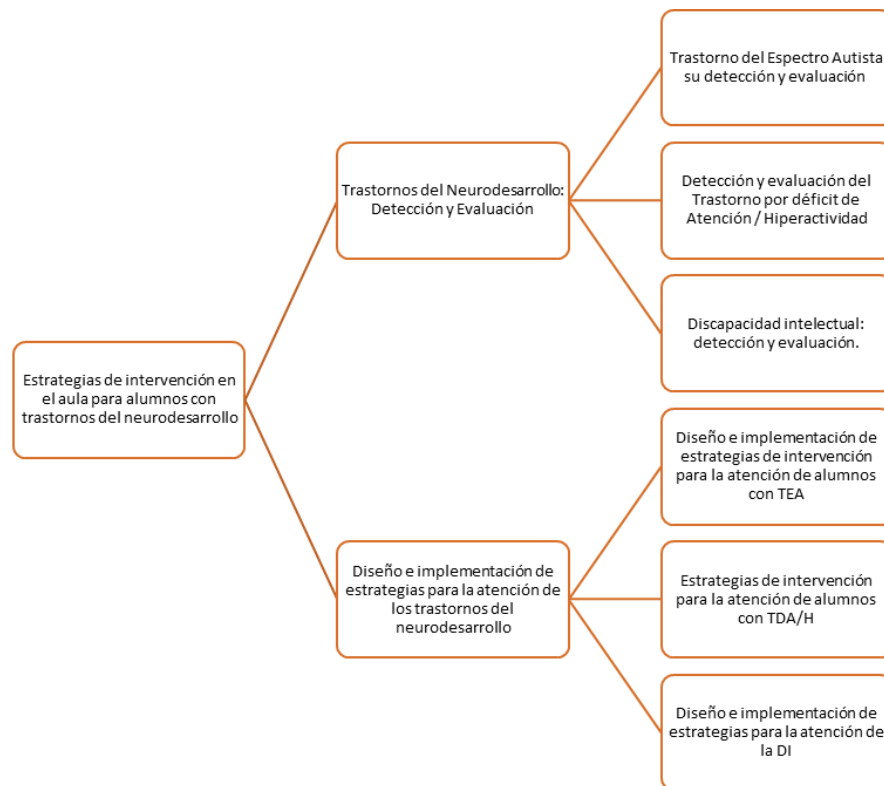 Estrategias de intervención en
el aula para alumnos con
trastornos del neurodesarrollo
Trastornos del Neurodesarrollo:
Detección y Evaluación
Trastorno del Espectro Autista
su detección y evaluación
Detección y evaluación del
Trastorno por déficit de
Atención / Hiperactividad
Discapacidad intelectual:
detección y evaluación.
Diseño e implementación de
estrategias para la atención de
los trastornos del
neurodesarrollo
Diseño e implementación de
estrategias de intervención
para la atención de alumnos
con TEA
Estrategias de intervención
para la atención de alumnos
con TDA/H
Diseño e implementación de
estrategias para la atención de
la DI